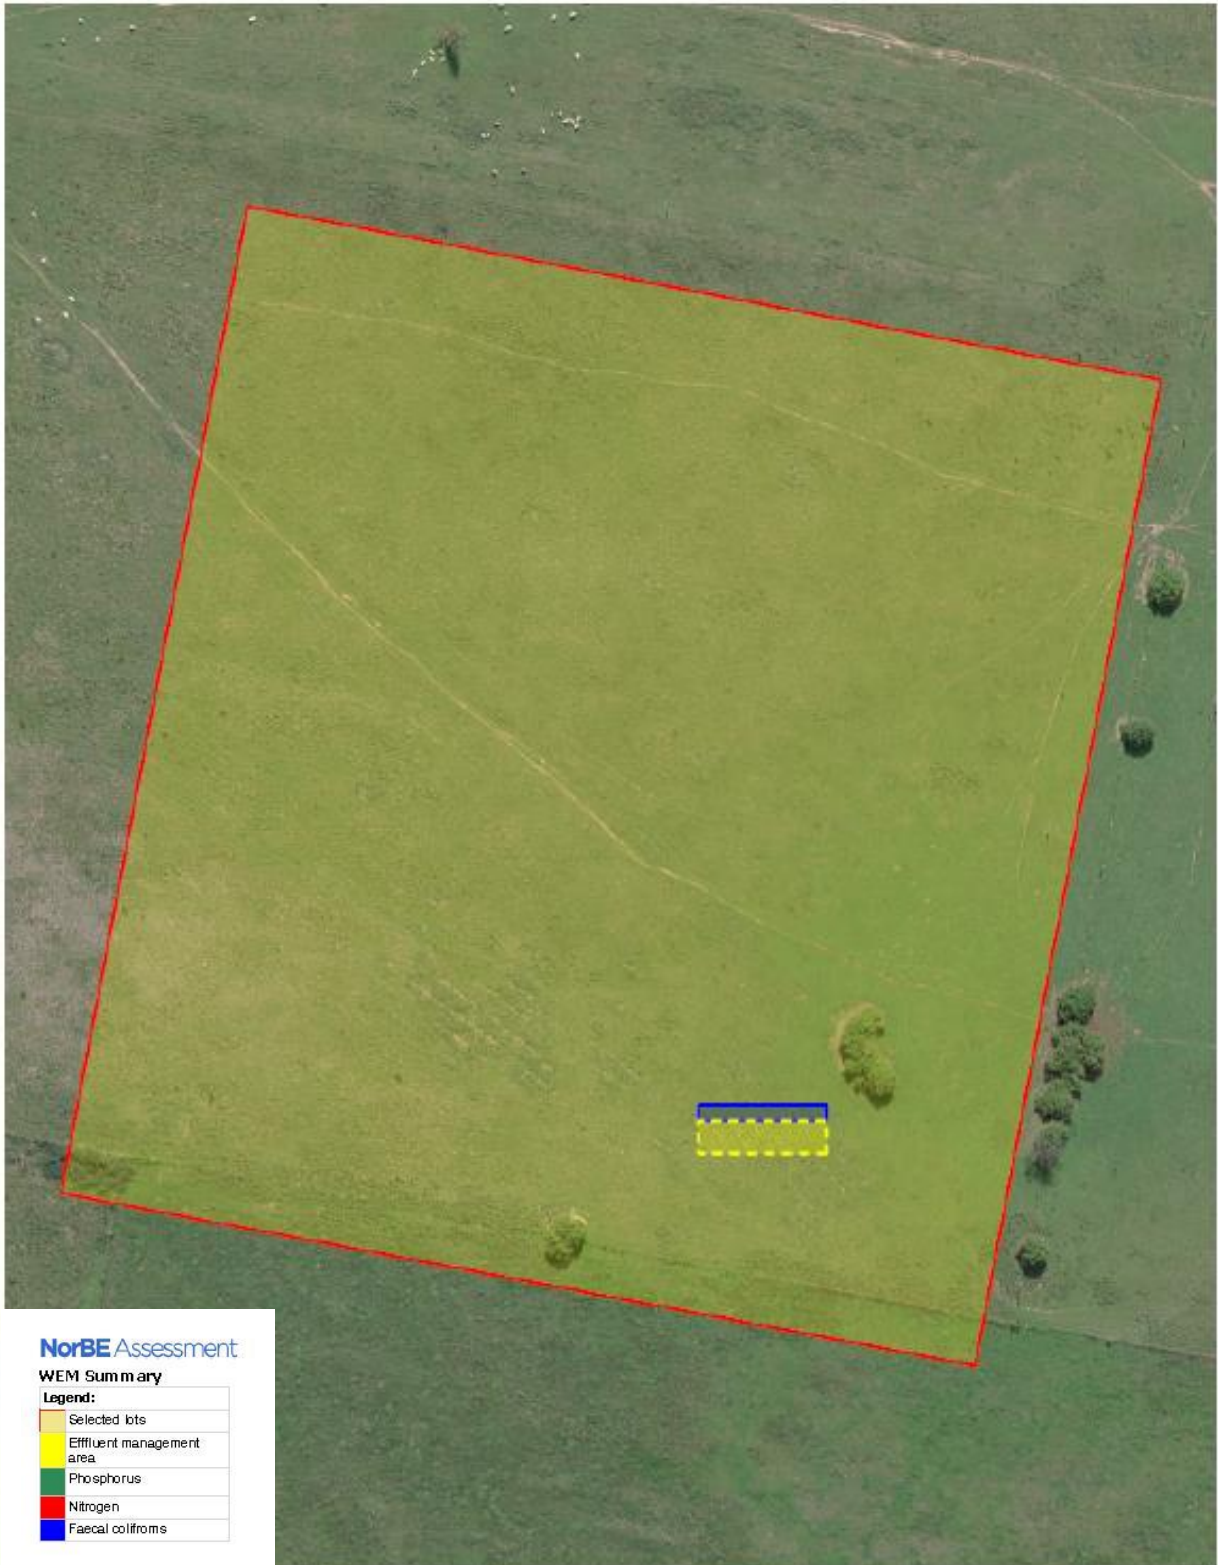 NorBE Assessment
WEM Summary
Legend:
Selected lots
Efffluent management
area
Phosphorus
Nitrogen
Faecal colifroms